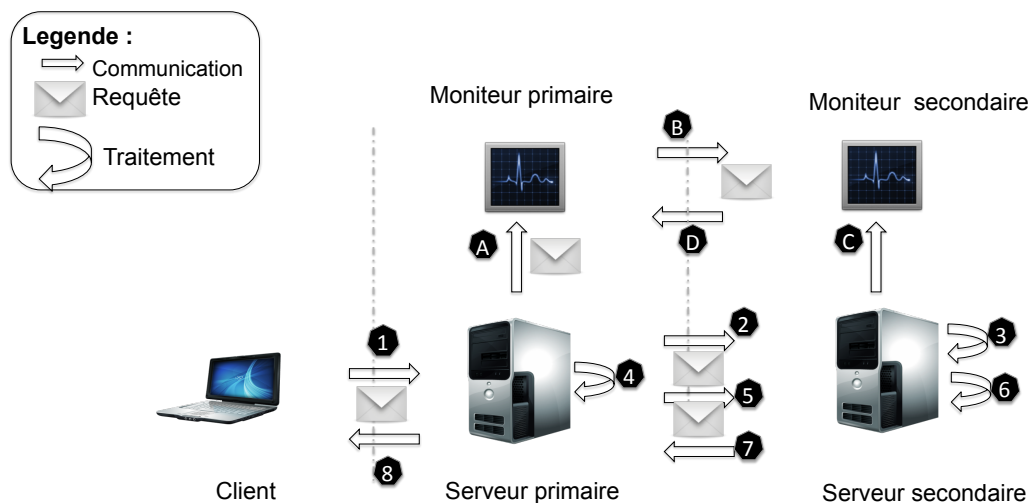 Legende :
Communication
Requête
Traitement
Moniteur primaire
Moniteur secondaire
B
A
D
C
1
2
3
4
5
6
7
8
Client
Serveur primaire
Serveur secondaire